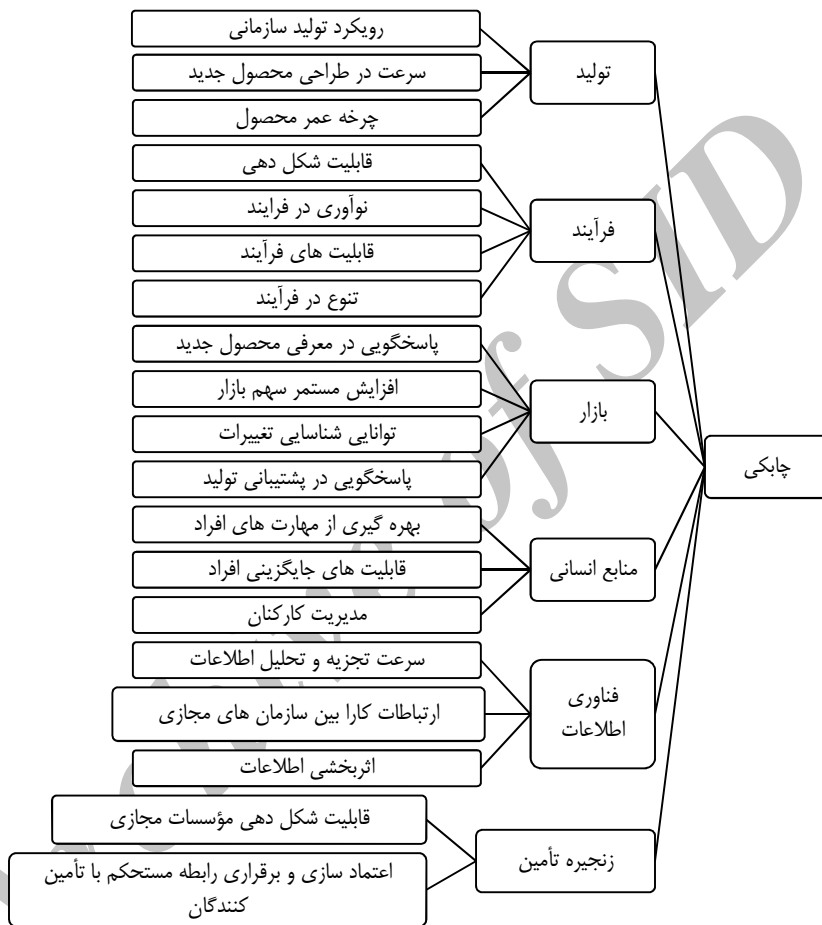 چابکی
تولید
رویکرد تولید سازمانی
سرعت در طراحی محصول جدید
چرخه عمر محصول
فرآیند
قابلیت شکل دهی
نوآوری در فرایند
قابلیت های فرآیند
تنوع در فرآیند
بازار
پاسخگویی در معرفی محصول جدید
افزایش مستمر سهم بازار
توانایی شناسایی تغییرات
پاسخگویی در پشتیبانی تولید
منابع انسانی
بهره گیری از مهارت های افراد
قابلیت های جایگزینی افراد
مدیریت کارکنان
فناوری
اطلاعات
سرعت تجزیه و تحلیل اطلاعات
ارتباطات کارا بین سازمان های مجازی
اثربخشی اطلاعات
زنجیره تأمین
قابلیت شکل دهی مؤسسات مجازی
اعتماد سازی و برقراری رابطه مستحکم با تأمین
کنندگان
Archive of SID